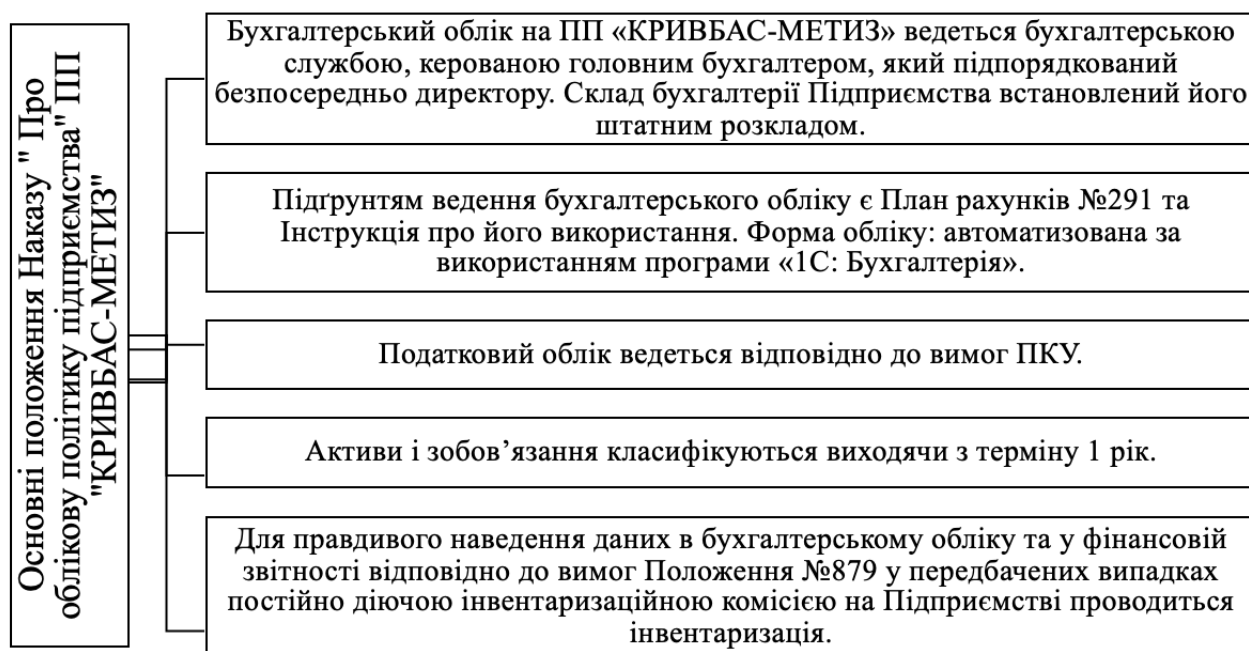 Основні положення Наказу " Про
облікову політику підприємства" ПП
"КРИВБАС-МЕТИЗ"
Бухгалтерський облік на ПП «КРИВБАС-МЕТИЗ» ведеться бухгалтерською
службою, керованою головним бухгалтером, який підпорядкований
безпосередньо директору. Склад бухгалтерії Підприємства встановлений його
штатним розкладом.
Підґрунтям ведення бухгалтерського обліку є План рахунків №291 та
Інструкція про його використання. Форма обліку: автоматизована за
використанням програми «1С: Бухгалтерія».
Податковий облік ведеться відповідно до вимог ПКУ.
Активи і зобов’язання класифікуються виходячи з терміну 1 рік.
Для правдивого наведення даних в бухгалтерському обліку та у фінансовій
звітності відповідно до вимог Положення №879 у передбачених випадках
постійно діючою інвентаризаційною комісією на Підприємстві проводиться
інвентаризація.